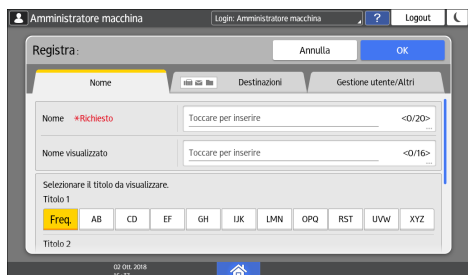 Amministratore macchina
Login: Amministratore macchina
?
Logout
Registra:
Annulla
OK
Nome
Destinazioni
Gestione utente/Altri
Nome ✳Richiesto
Toccare per inserire
<0/20>
...
Nome visualizzato
Toccare per inserire
<0/16>
...
Selezionare il titolo da visualizzare.
Titolo 1
Freq. AB CD EF GH IJK LMN OPQ RST UVW XYZ
Titolo 2
02 Ott. 2018